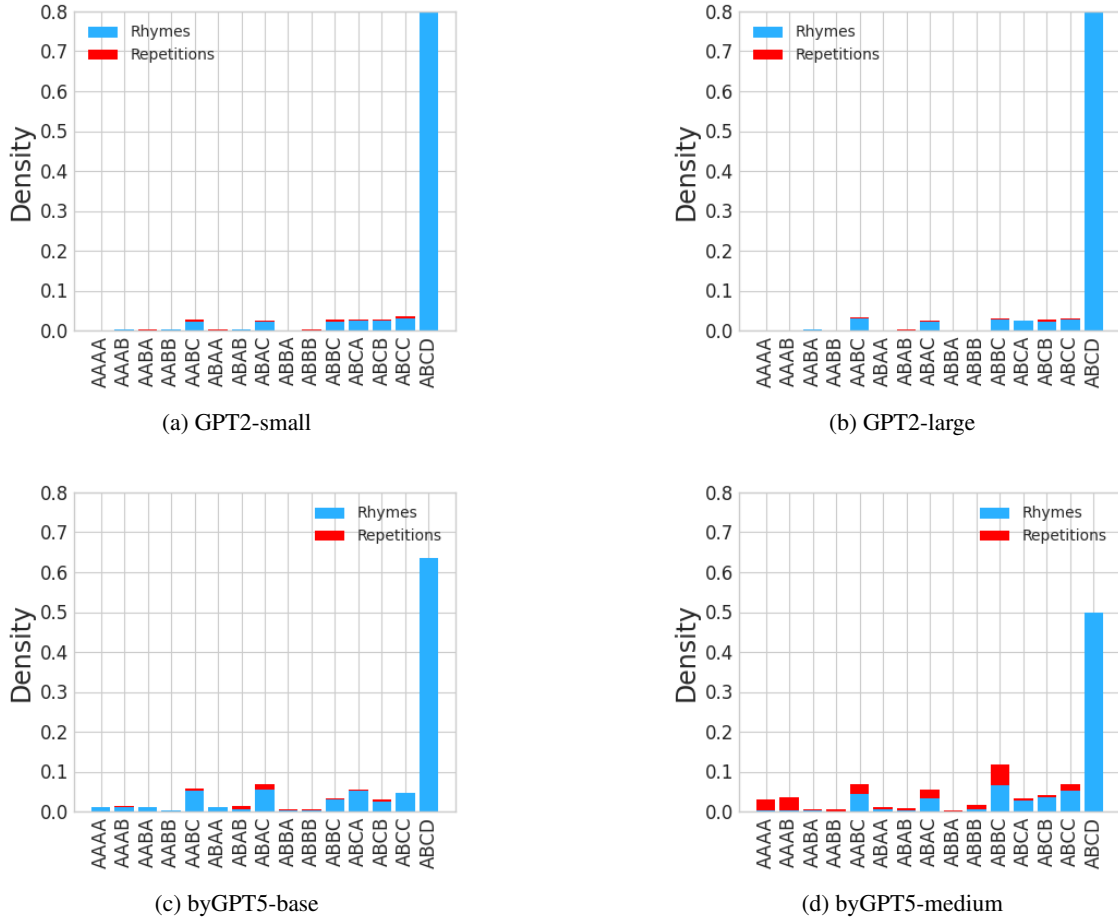 0.8
0.7
0.6
0.5
0.4
0.3
0.2
0.1
0.0
Density
Rhymes
Repetitions
AAAA
AAAB
AABA
AABB
AABC
ABAA
ABAB
ABAC
ABBA
ABBB
ABBC
ABCA
ABCB
ABCC
ABCD
(a) GPT2-small
0.8
0.7
0.6
0.5
0.4
0.3
0.2
0.1
0.0
Density
Rhymes
Repetitions
AAAA
AAAB
AABA
AABB
AABC
ABAA
ABAB
ABAC
ABBA
ABBB
ABBC
ABCA
ABCB
ABCC
ABCD
(b) GPT2-large
0.8
0.7
0.6
0.5
0.4
0.3
0.2
0.1
0.0
Density
Rhymes
Repetitions
AAAA
AAAB
AABA
AABB
AABC
ABAA
ABAB
ABAC
ABBA
ABBB
ABBC
ABCA
ABCB
ABCC
ABCD
(c) byGPT5-base
0.8
0.7
0.6
0.5
0.4
0.3
0.2
0.1
0.0
Density
Rhymes
Repetitions
AAAA
AAAB
AABA
AABB
AABC
ABAA
ABAB
ABAC
ABBA
ABBB
ABBC
ABCA
ABCB
ABCC
ABCD
(d) byGPT5-medium